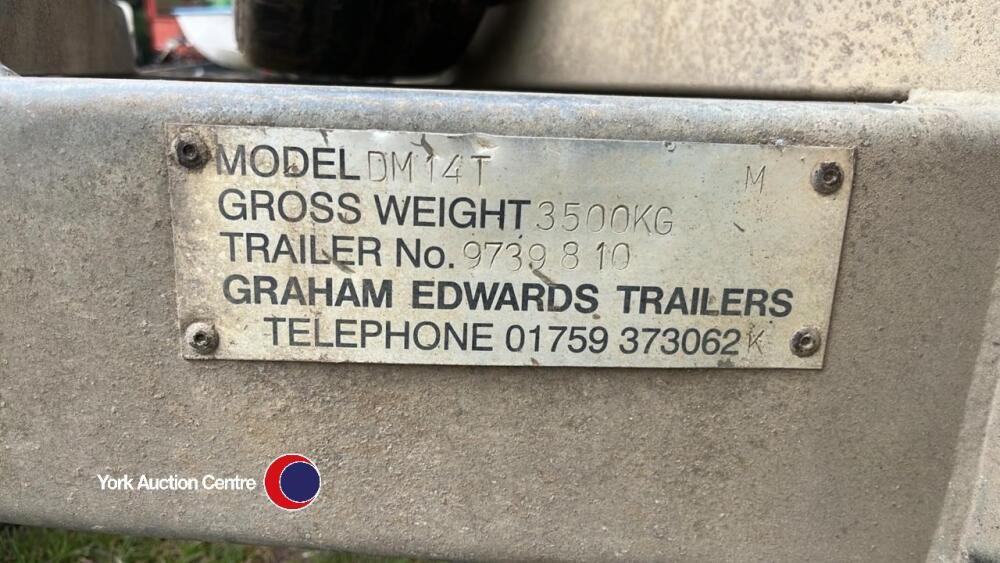 MODEL DM14T M
GROSS WEIGHT 3500KG
TRAILER No. 9739 8 10
GRAHAM EDWARDS TRAILERS
TELEPHONE 01759 373062 K
York Auction Centre